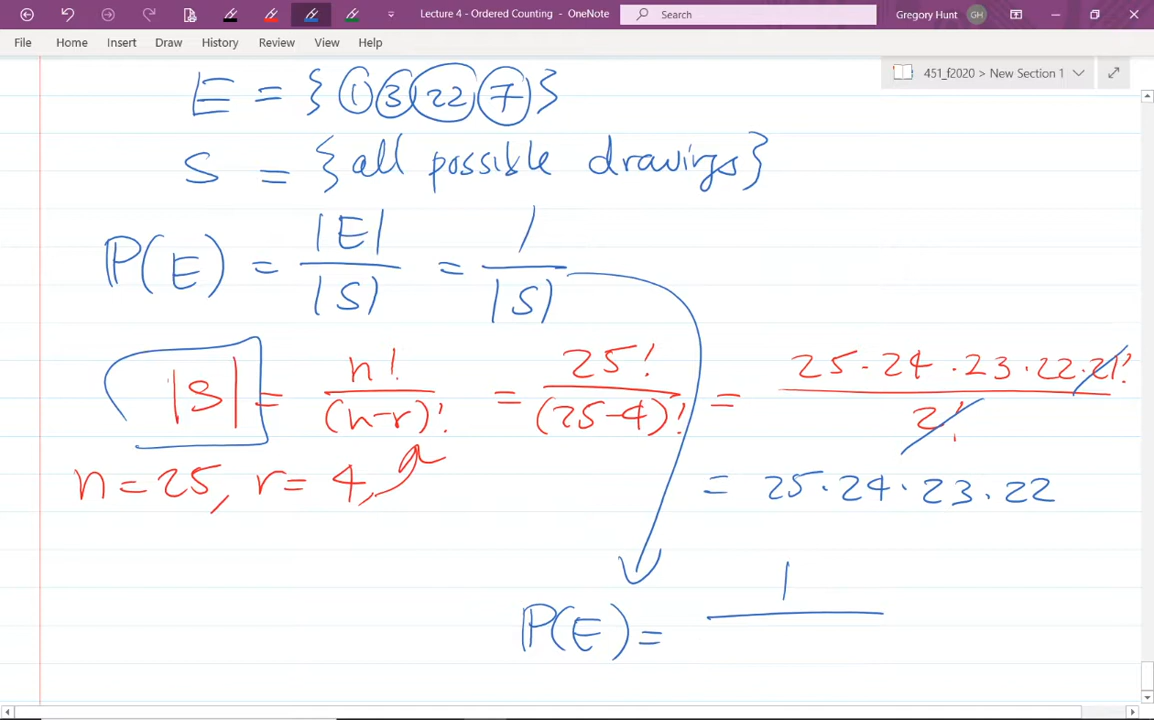 Lecture 4 - Ordered Counting - OneNote
Search
Gregory Hunt GH
File Home Insert Draw History Review View Help
451_f2020 > New Section 1
E = { 1 3 22 7 }
S = {all possible drawings}
P(E) = |E| / |S| = 1 / |S|
|S| = n! / (n-r)! = 25! / (25-4)! = 25·24·23·22·21! / 21!
n=25, r=4,
= 25·24·23·22
P(E) = 1